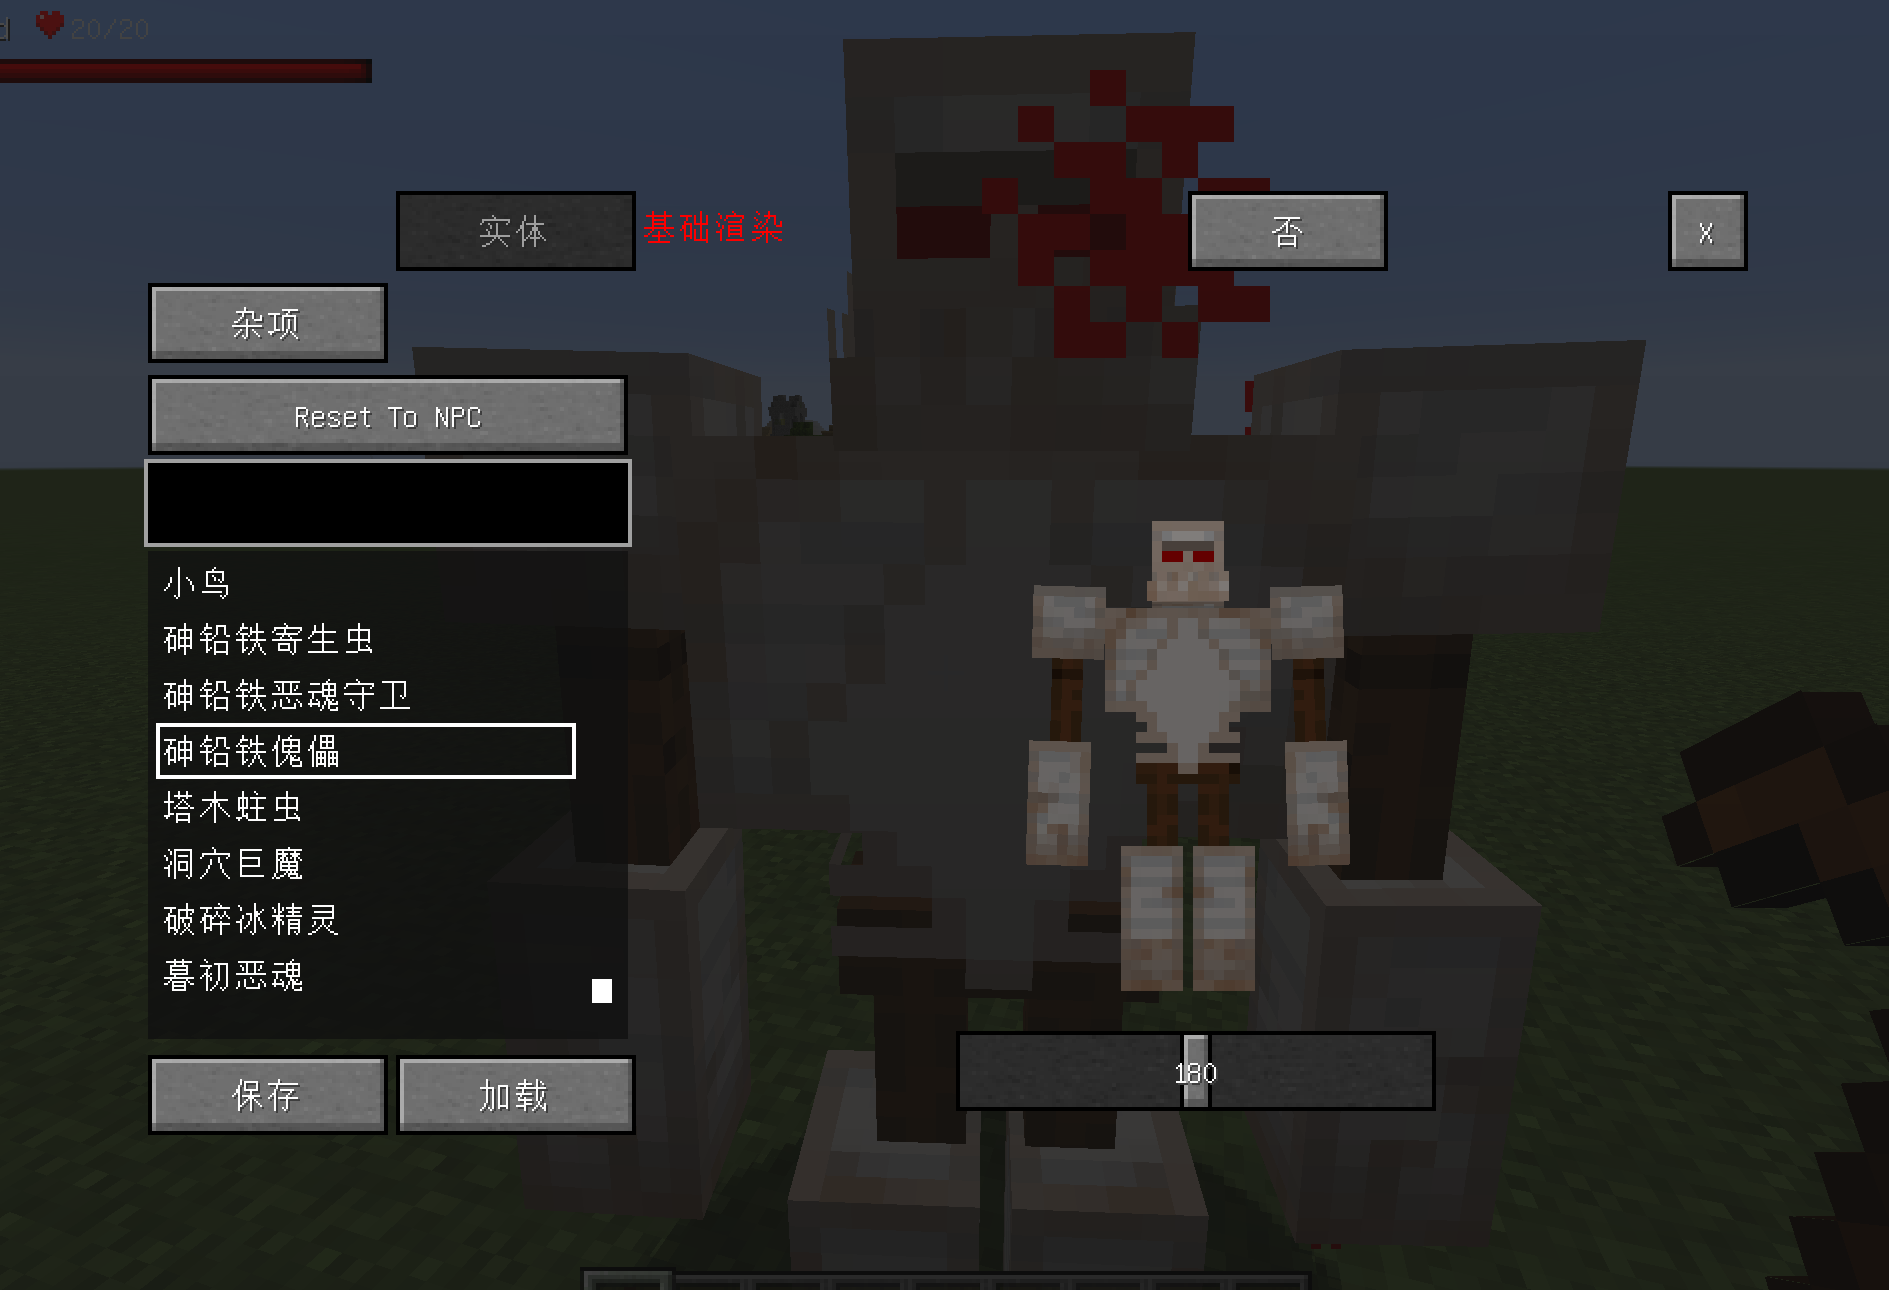 d 20/20
实体 基础渲染 否 X
杂项
Reset To NPC
小鸟
砷铅铁寄生虫
砷铅铁恶魂守卫
砷铅铁傀儡
塔木蛀虫
洞穴巨魔
破碎冰精灵
暮初恶魂
保存 加载
180